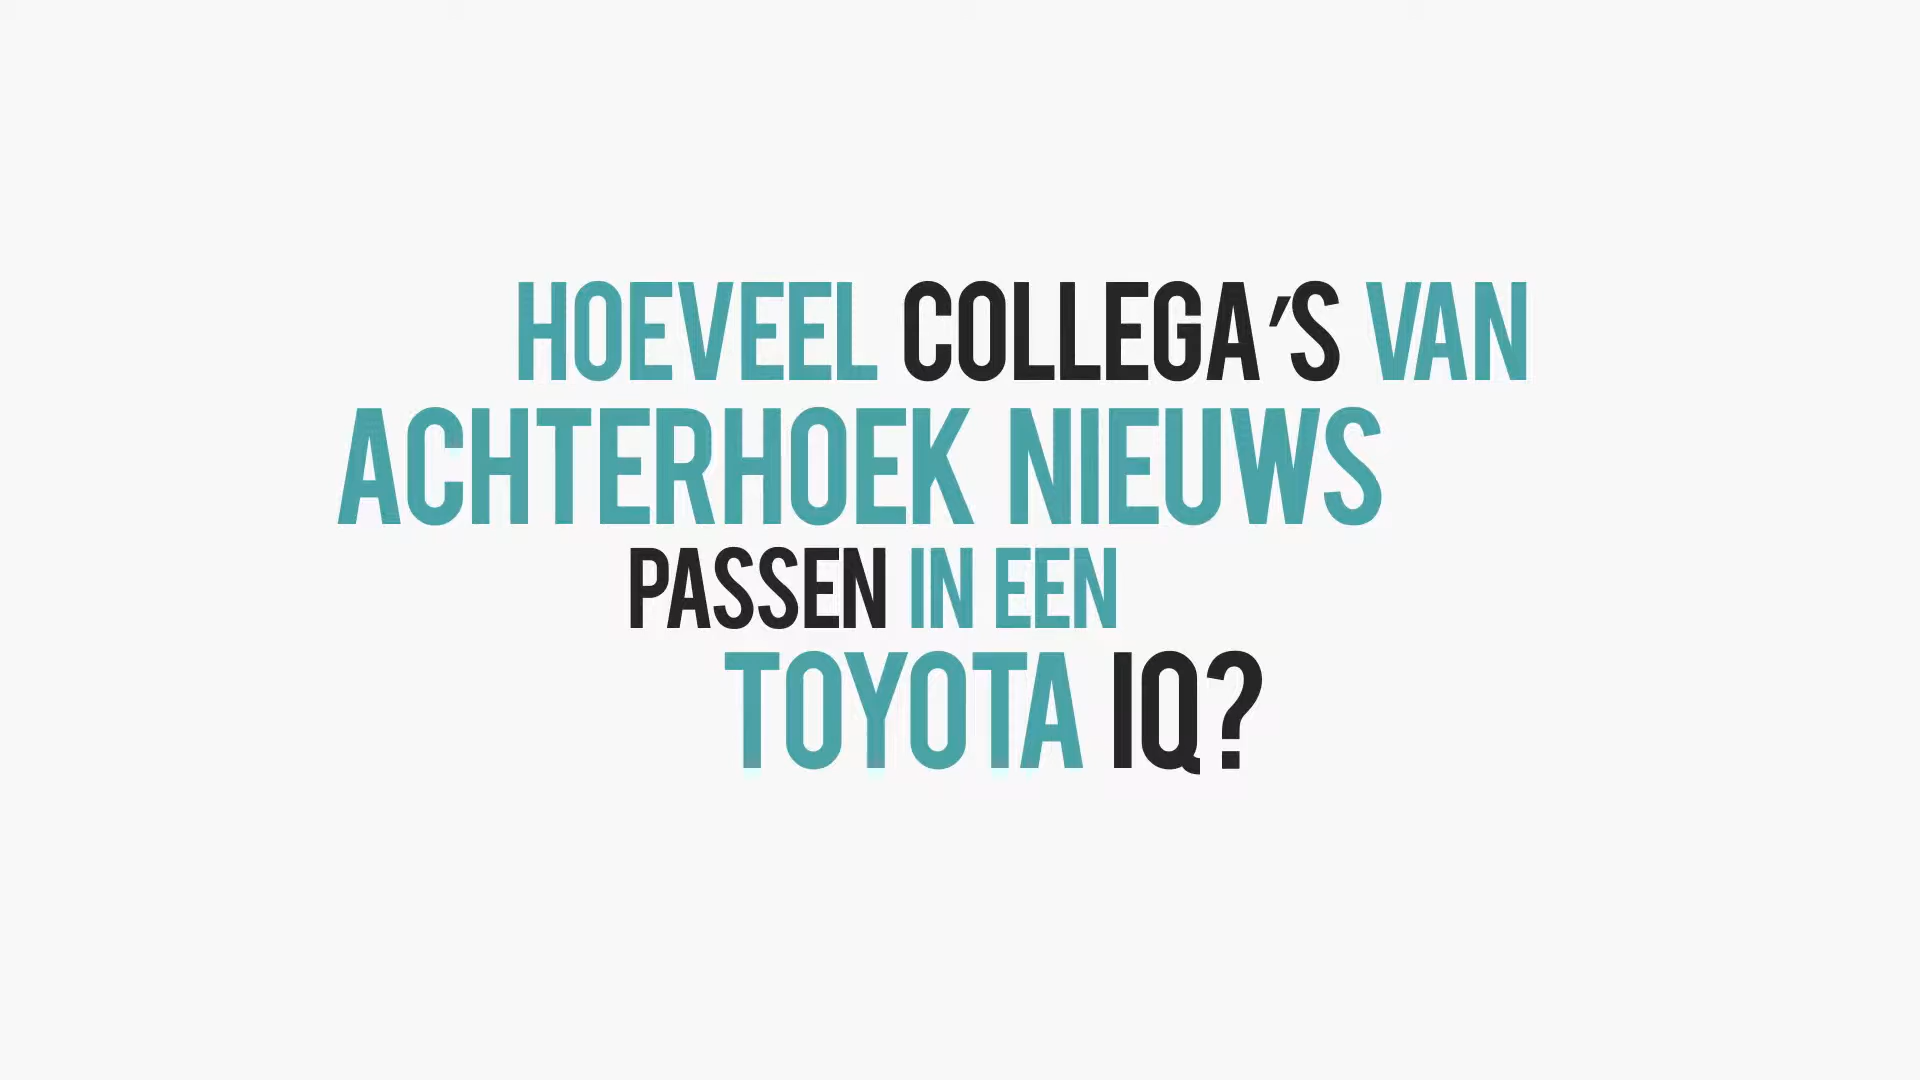 HOEVEEL COLLEGA'S VAN
ACHTERHOEK NIEUWS
PASSEN IN EEN
TOYOTA IQ?